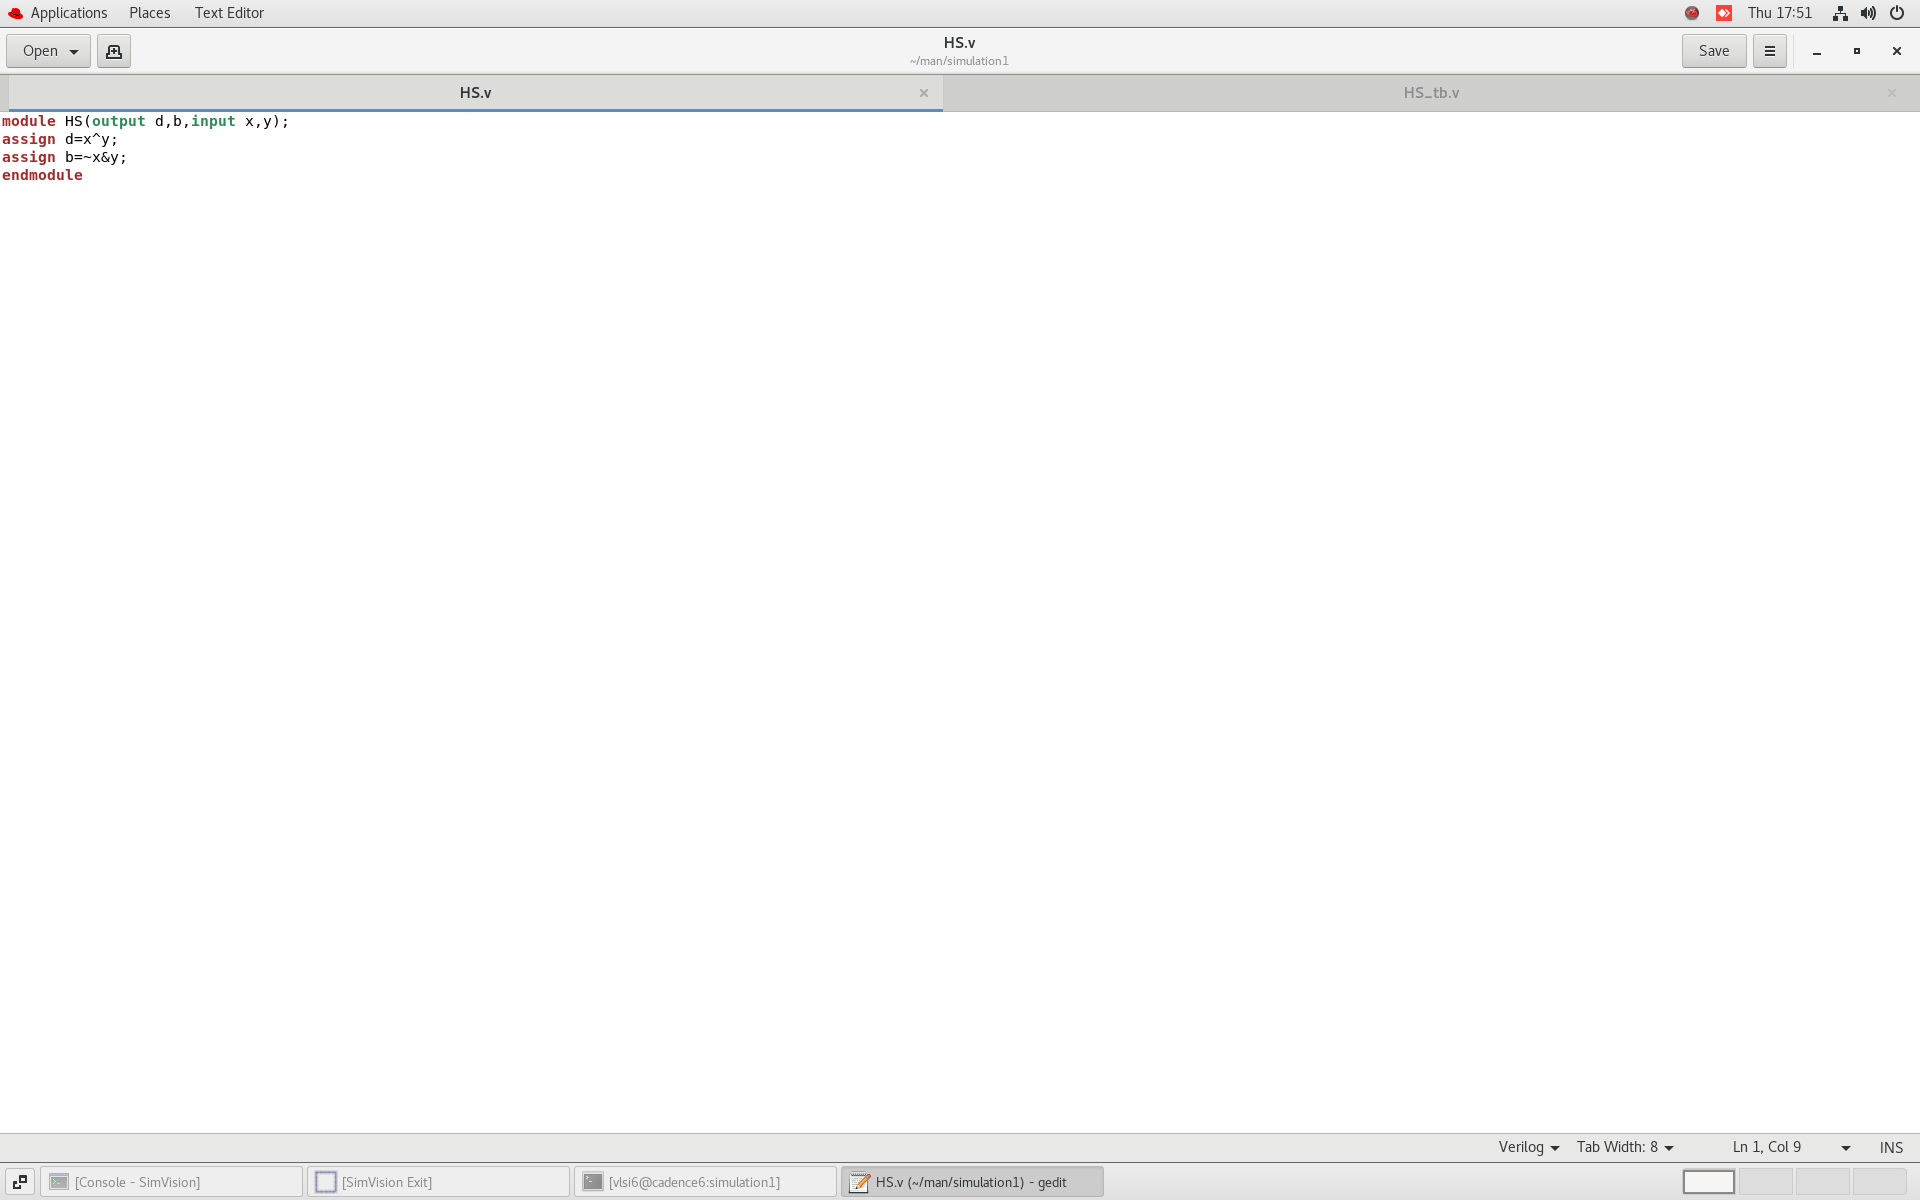 Applications Places Text Editor Thu 17:51
Open HS.v Save
~/man/simulation1
HS.v HS_tb.v
module HS(output d,b,input x,y);
assign d=x^y;
assign b=~x&y;
endmodule
Verilog Tab Width: 8 Ln 1, Col 9 INS
[Console - SimVision] [SimVision Exit] [vlsi6@cadence6:simulation1] HS.v (~/man/simulation1) - gedit